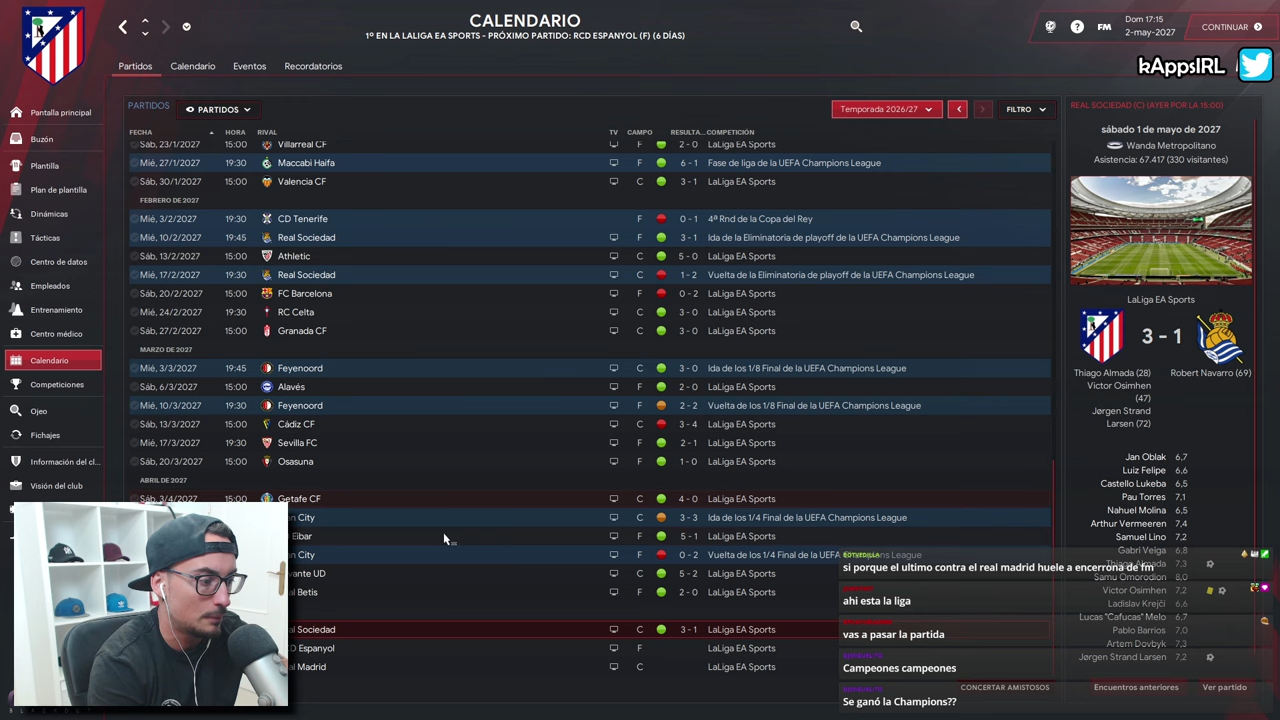 CALENDARIO
1º EN LA LALIGA EA SPORTS - PRÓXIMO PARTIDO: RCD ESPANYOL (F) (6 DÍAS)
FM
Dom 17:15
2-may-2027
CONTINUAR
kAppsIRL
Partidos Calendario Eventos Recordatorios
Pantalla principal
Buzón
Plantilla
Plan de plantilla
Dinámicas
Tácticas
Centro de datos
Empleados
Entrenamiento
Centro médico
Calendario
Competiciones
Ojeo
Fichajes
Información del cl...
Visión del club
PARTIDOS PARTIDOS Temporada 2026/27 FILTRO
FECHA HORA RIVAL TV CAMPO RESULTA... COMPETICIÓN
Sáb, 23/1/2027 15:00 Villarreal CF F 2 - 0 LaLiga EA Sports
Mié, 27/1/2027 19:30 Maccabi Haifa F 6 - 1 Fase de liga de la UEFA Champions League
Sáb, 30/1/2027 15:00 Valencia CF C 3 - 1 LaLiga EA Sports
FEBRERO DE 2027
Mié, 3/2/2027 19:30 CD Tenerife F 0 - 1 4ª Rnd de la Copa del Rey
Mié, 10/2/2027 19:45 Real Sociedad F 3 - 1 Ida de la Eliminatoria de playoff de la UEFA Champions League
Sáb, 13/2/2027 15:00 Athletic C 5 - 0 LaLiga EA Sports
Mié, 17/2/2027 19:30 Real Sociedad C 1 - 2 Vuelta de la Eliminatoria de playoff de la UEFA Champions League
Sáb, 20/2/2027 15:00 FC Barcelona F 0 - 2 LaLiga EA Sports
Mié, 24/2/2027 19:30 RC Celta C 3 - 0 LaLiga EA Sports
Sáb, 27/2/2027 15:00 Granada CF C 3 - 0 LaLiga EA Sports
MARZO DE 2027
Mié, 3/3/2027 19:45 Feyenoord C 3 - 0 Ida de los 1/8 Final de la UEFA Champions League
Sáb, 6/3/2027 15:00 Alavés F 2 - 0 LaLiga EA Sports
Mié, 10/3/2027 19:30 Feyenoord F 2 - 2 Vuelta de los 1/8 Final de la UEFA Champions League
Sáb, 13/3/2027 15:00 Cádiz CF C 3 - 4 LaLiga EA Sports
Mié, 17/3/2027 19:30 Sevilla FC F 2 - 1 LaLiga EA Sports
Sáb, 20/3/2027 15:00 Osasuna F 1 - 0 LaLiga EA Sports
ABRIL DE 2027
Sáb, 3/4/2027 15:00 Getafe CF C 4 - 0 LaLiga EA Sports
an City C 3 - 3 Ida de los 1/4 Final de la UEFA Champions League
Eibar F 5 - 1 LaLiga EA Sports
an City F 0 - 2 Vuelta de los 1/4 Final de la UEFA Champions League
vante UD C 5 - 2 LaLiga EA Sports
al Betis F 2 - 0 LaLiga EA Sports
al Sociedad C 3 - 1 LaLiga EA Sports
D Espanyol F LaLiga EA Sports
al Madrid C LaLiga EA Sports
REAL SOCIEDAD (C) (AYER POR LA 15:00)
sábado 1 de mayo de 2027
Wanda Metropolitano
Asistencia: 67.417 (330 visitantes)
LaLiga EA Sports
3 - 1
Thiago Almada (28) Robert Navarro (69)
Victor Osimhen
(47)
Jørgen Strand
Larsen (72)
Jan Oblak 6,7
Luiz Felipe 6,6
Castello Lukeba 6,5
Pau Torres 7,1
Nahuel Molina 6,5
Arthur Vermeeren 7,4
Samuel Lino 7,2
Gabri Veiga 6,8
Thiago Almada 7,3
Samu Omorodion 8,0
Victor Osimhen 7,2
Ladislav Krejčí 6,6
Lucas "Cafucas" Melo 6,7
Pablo Barrios 7,0
Artem Dovbyk 7,3
Jørgen Strand Larsen 7,2
si porque el ultimo contra el real madrid huele a encerrona de fm
ahi esta la liga
vas a pasar la partida
Campeones campeones
Se ganó la Champions??
CONCERTAR AMISTOSOS Encuentros anteriores Ver partido